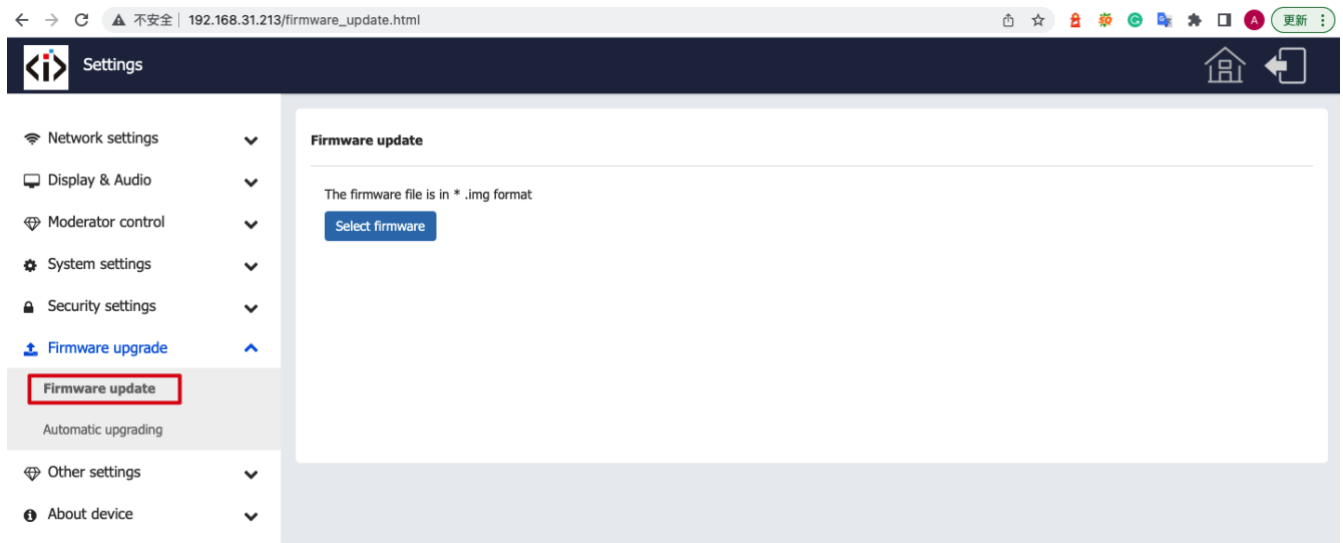 不安全 192.168.31.213/firmware_update.html 更新
A
<i> Settings
Network settings
Display & Audio
Moderator control
System settings
Security settings
Firmware upgrade
Firmware update
Automatic upgrading
Other settings
About device
Firmware update
The firmware file is in * .img format
Select firmware